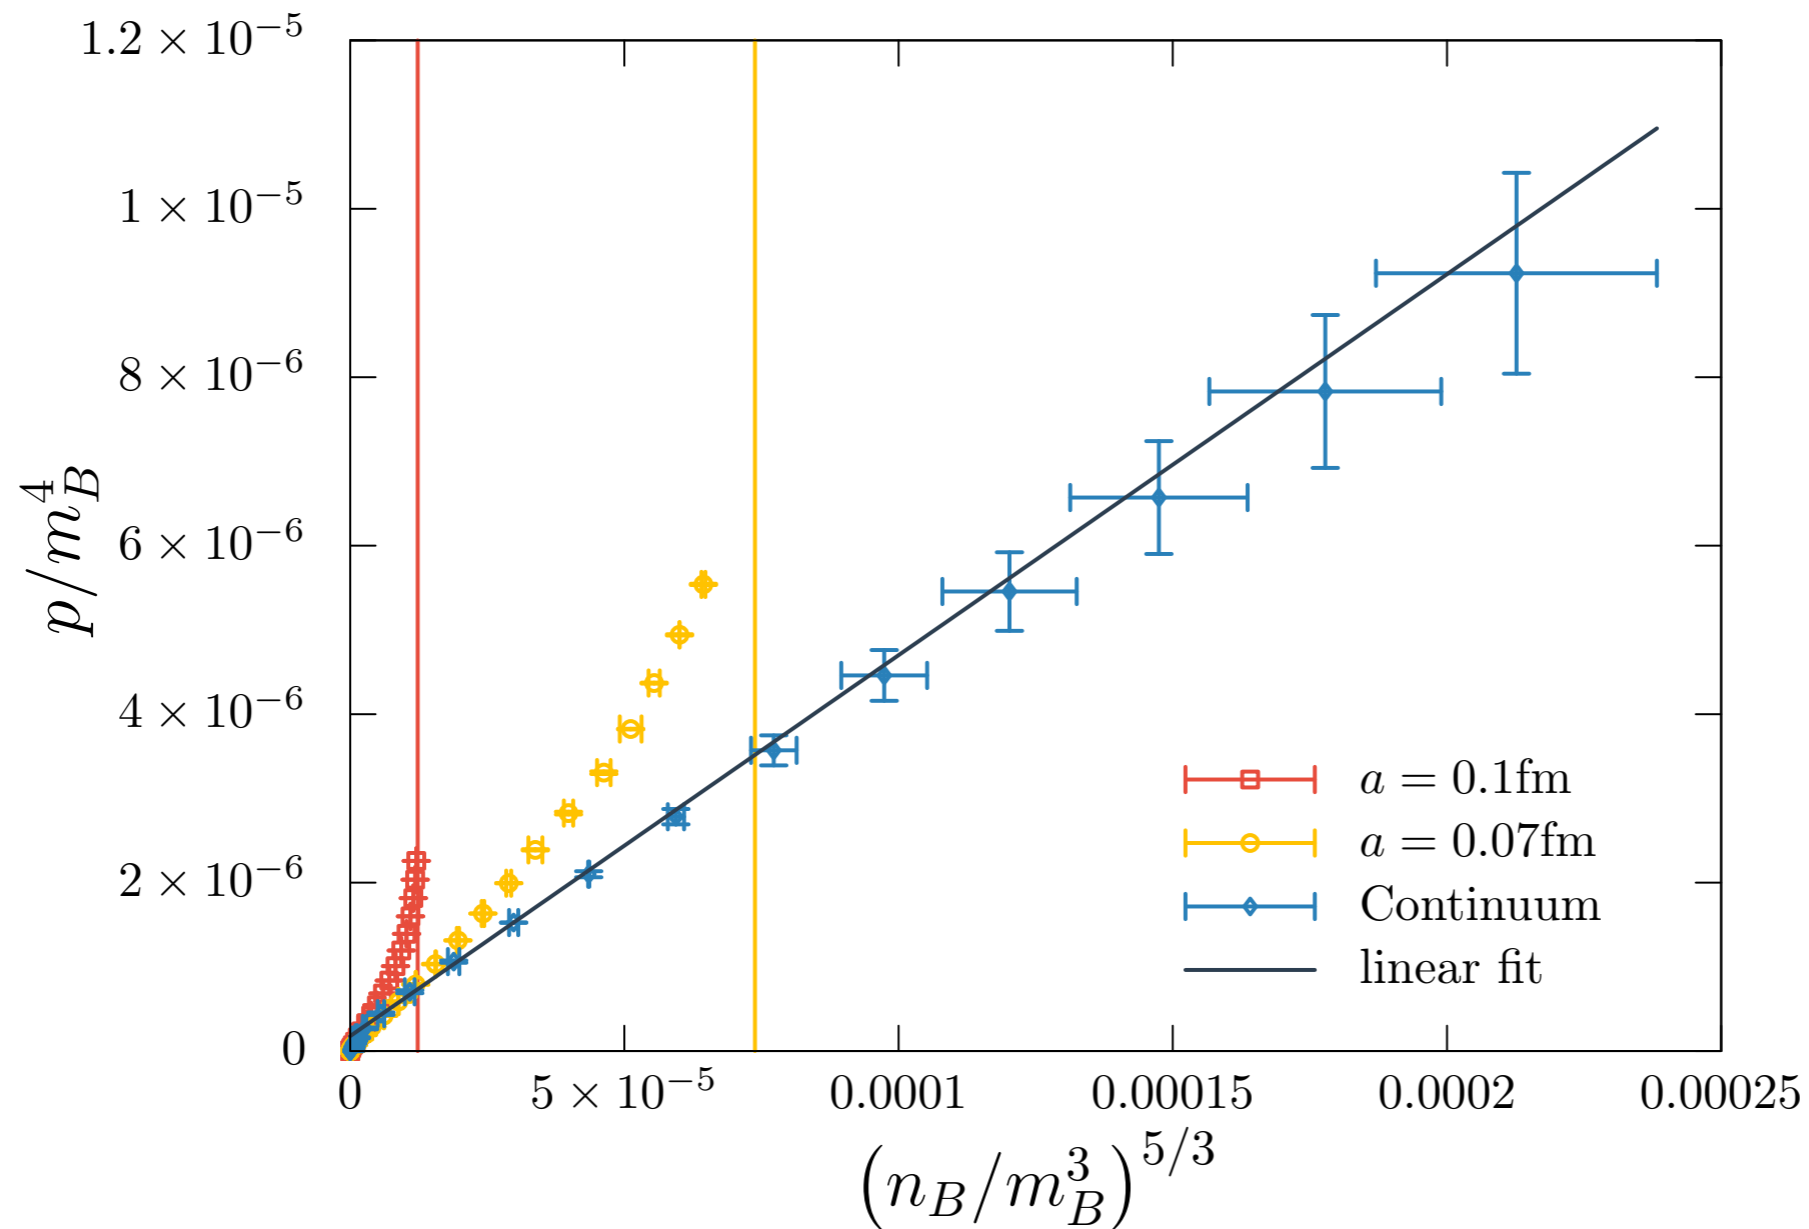 1.2 × 10⁻⁵
1 × 10⁻⁵
8 × 10⁻⁶
6 × 10⁻⁶
4 × 10⁻⁶
2 × 10⁻⁶
0
p/m_B^4
a = 0.1fm
a = 0.07fm
Continuum
linear fit
0 5 × 10⁻⁵ 0.0001 0.00015 0.0002 0.00025
(n_B/m_B^3)^{5/3}